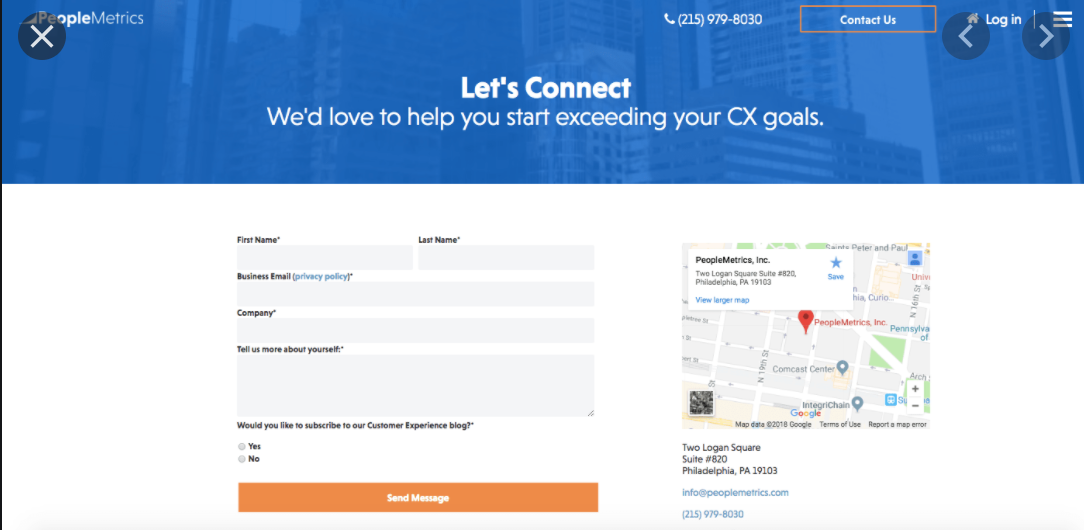 PeopleMetrics
(215) 979-8030
Contact Us
Log in
Let's Connect
We'd love to help you start exceeding your CX goals.
First Name*
Last Name*
Business Email (privacy policy)*
Company*
Tell us more about yourself:*
Would you like to subscribe to our Customer Experience blog?*
Yes
No
Send Message
Saints Peter and Paul
PeopleMetrics, Inc.
Two Logan Square Suite #820,
Philadelphia, PA 19103
Save
View larger map
Univ
hia, Curio...
N 16th St
PeopleMetrics, Inc.
Pennsylva
of
N 19th St
Comcast Center
Arch
IntegriChain
Google
Map data ©2018 Google
Terms of Use
Report a map error
Two Logan Square
Suite #820
Philadelphia, PA 19103
info@peoplemetrics.com
(215) 979-8030